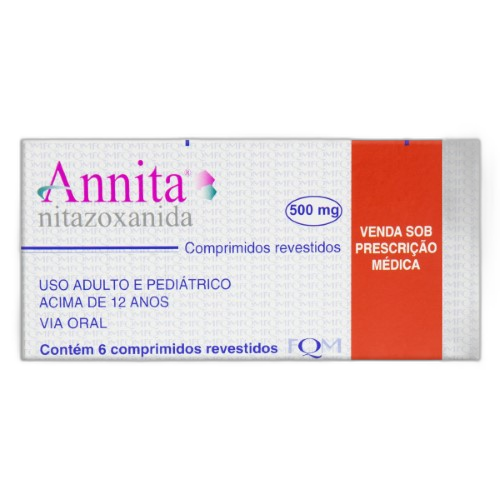 Annita®
nitazoxanida
500 mg
Comprimidos revestidos
USO ADULTO E PEDIÁTRICO
ACIMA DE 12 ANOS
VIA ORAL
Contém 6 comprimidos revestidos
FQM
VENDA SOB
PRESCRIÇÃO
MÉDICA